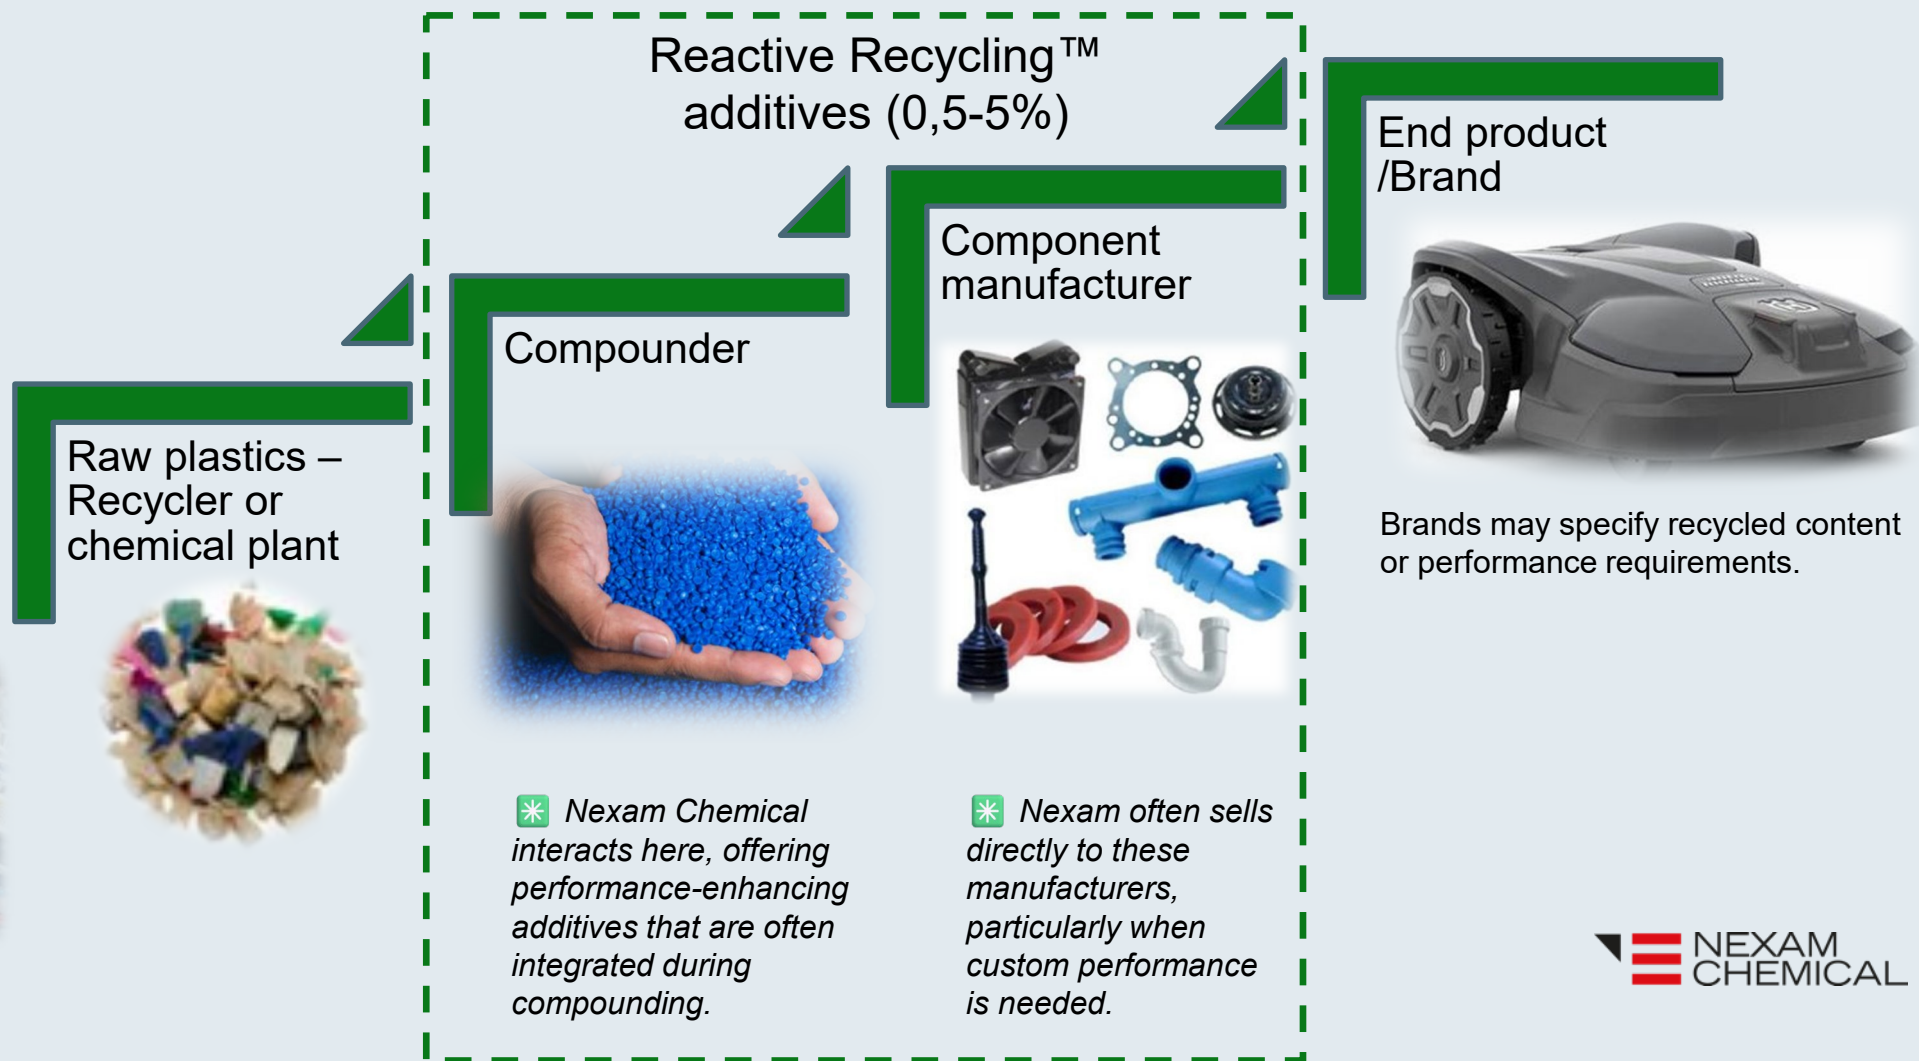 Reactive Recycling™
additives (0,5-5%)
Raw plastics –
Recycler or
chemical plant
Compounder
Nexam Chemical
interacts here, offering
performance-enhancing
additives that are often
integrated during
compounding.
Component
manufacturer
Nexam often sells
directly to these
manufacturers,
particularly when
custom performance
is needed.
End product
/Brand
Brands may specify recycled content
or performance requirements.
NEXAM
CHEMICAL